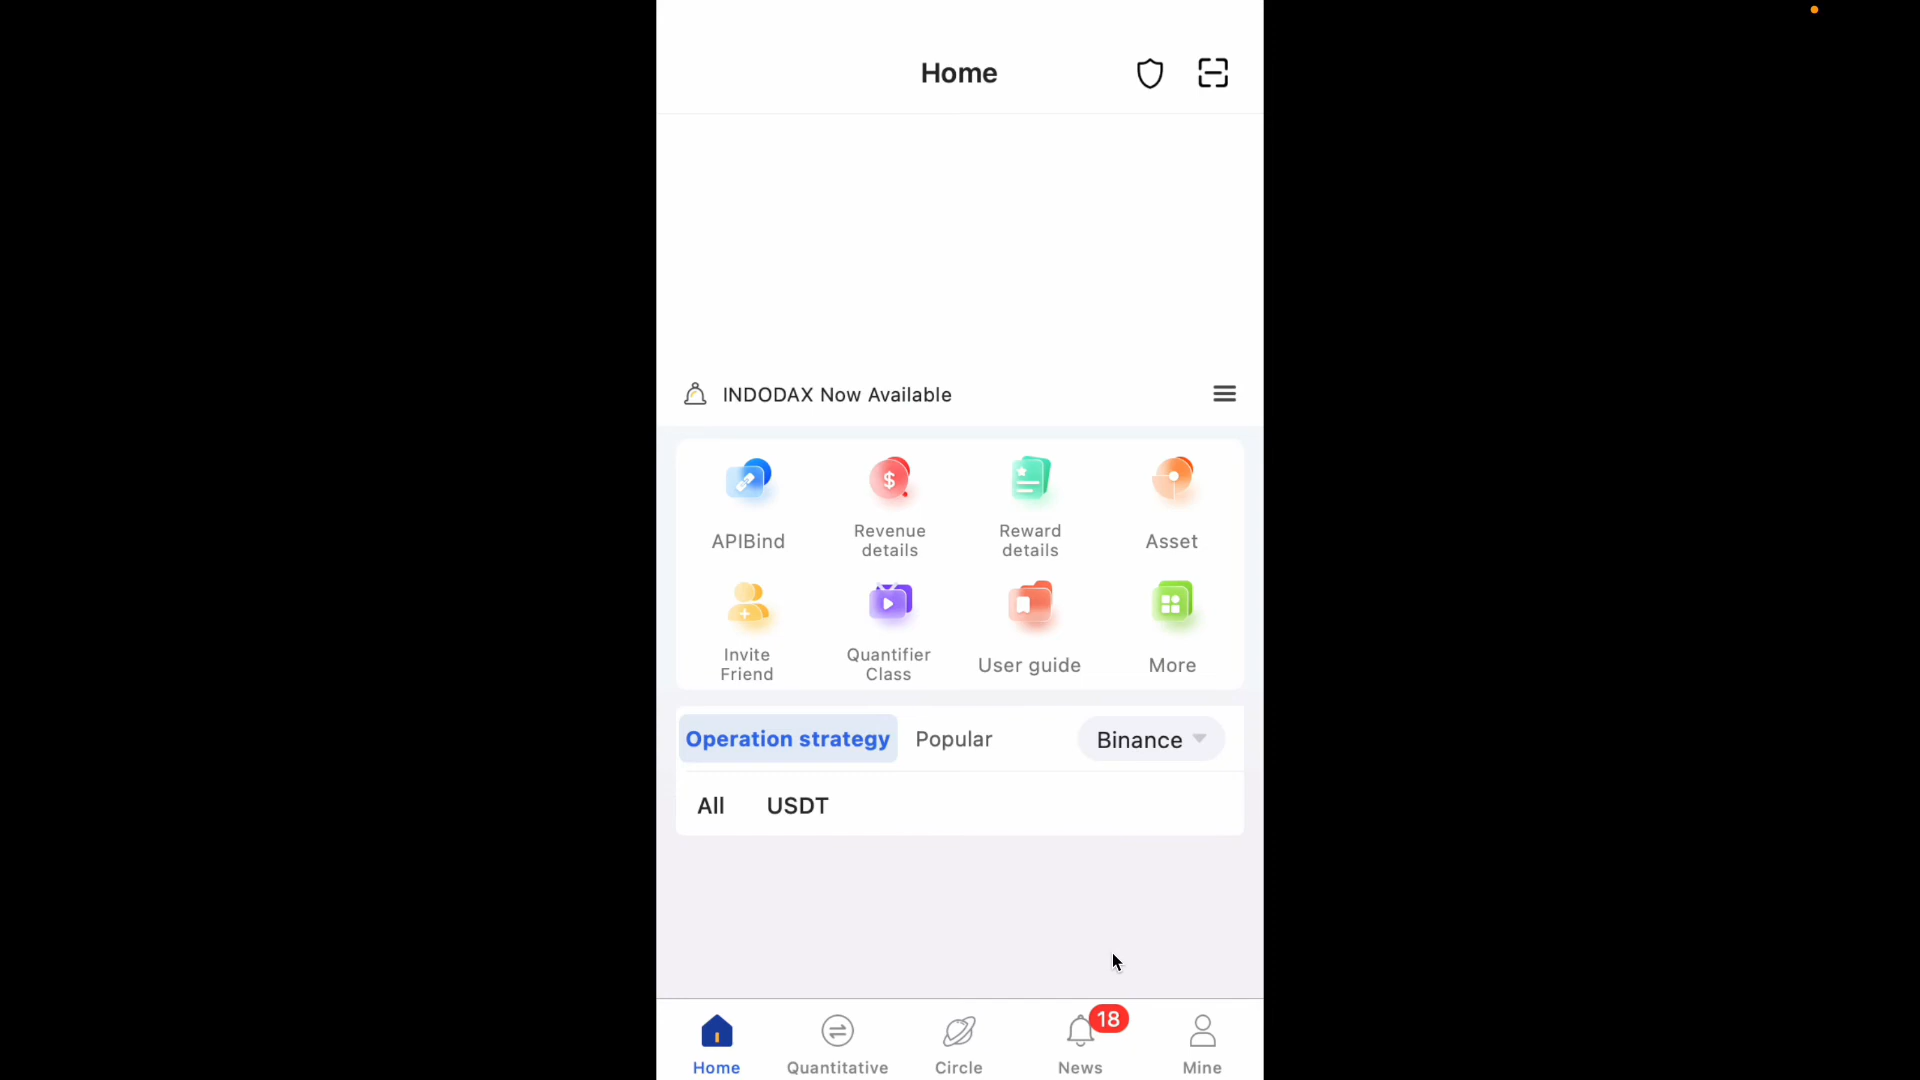 Home
INDODAX Now Available
APIBind
Revenue
details
Reward
details
Asset
Invite
Friend
Quantifier
Class
User guide
More
Operation strategy Popular Binance
All USDT
18
Home Quantitative Circle News Mine